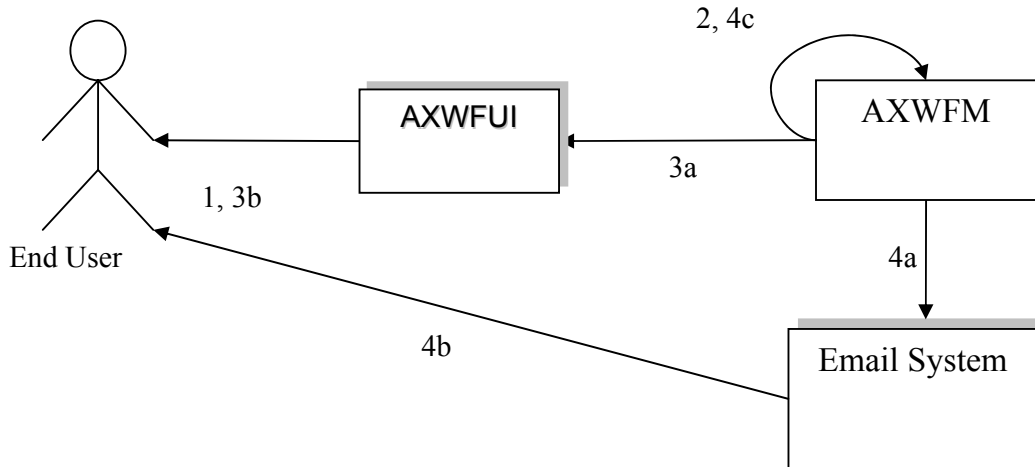 2, 4c
AXWFUI
AXWFM
3a
1, 3b
End User
4a
4b
Email System